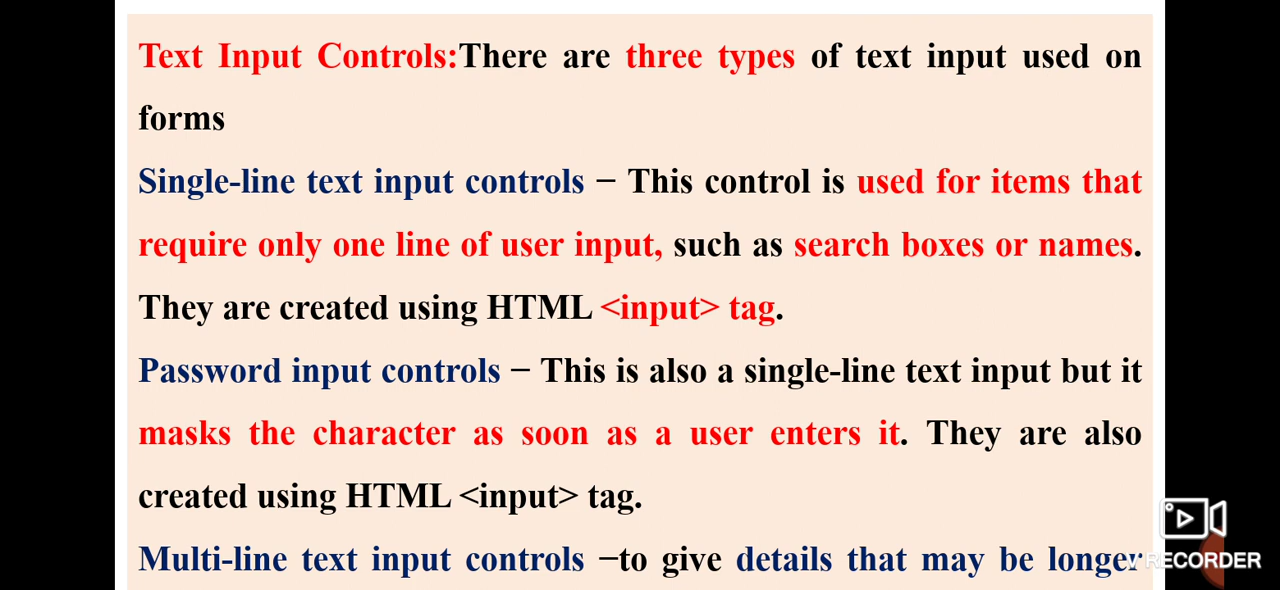 Text Input Controls:There are three types of text input used on
forms
Single-line text input controls − This control is used for items that
require only one line of user input, such as search boxes or names.
They are created using HTML <input> tag.
Password input controls − This is also a single-line text input but it
masks the character as soon as a user enters it. They are also
created using HTML <input> tag.
Multi-line text input controls −to give details that may be longer
V RECORDER